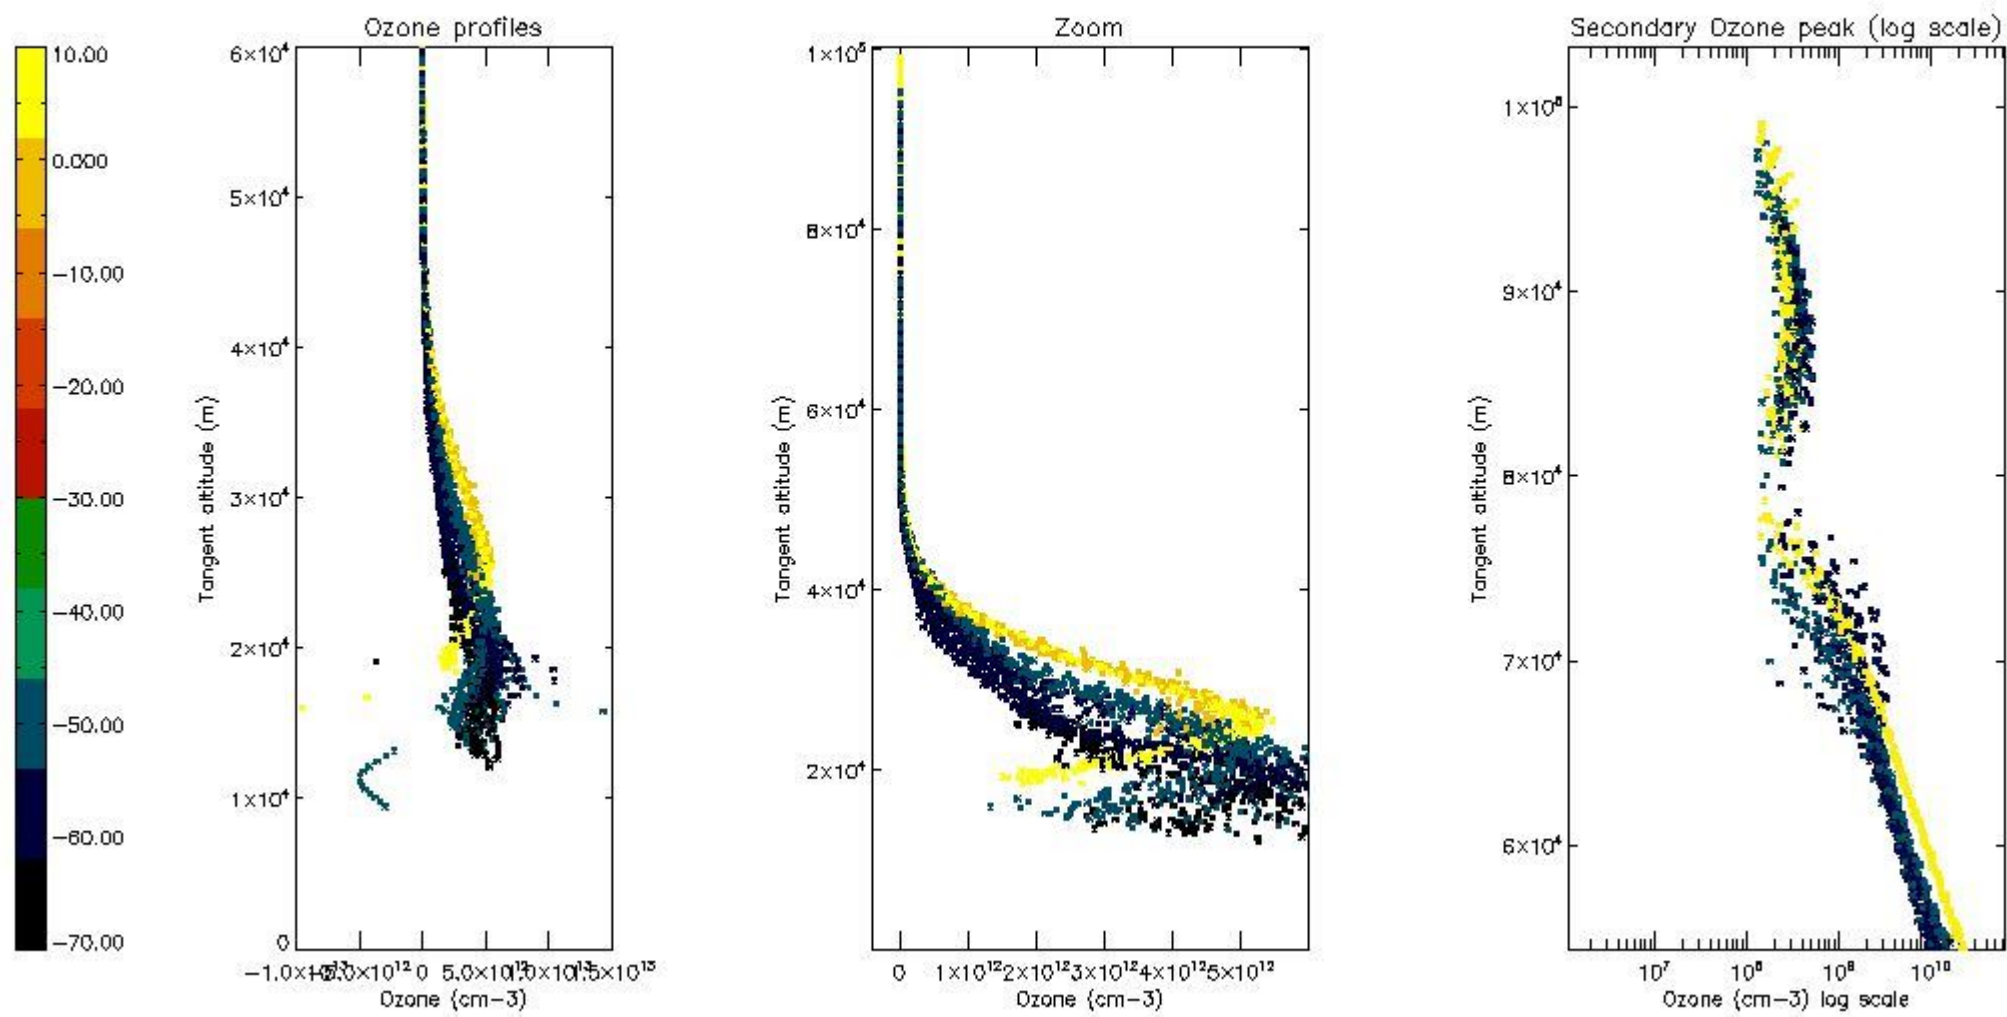 Ozone profiles
Zoom
Secondary Ozone peak (log scale)
10.00
0.000
−10.00
−20.00
−30.00
−40.00
−50.00
−60.00
−70.00
Tangent altitude (m)
6×10⁴
5×10⁴
4×10⁴
3×10⁴
2×10⁴
1×10⁴
0
0
5.0×10¹²
1.5×10¹³
Ozone (cm−3)
Tangent altitude (m)
1×10⁵
8×10⁴
6×10⁴
4×10⁴
2×10⁴
0 1×10¹² 2×10¹² 3×10¹² 4×10¹² 5×10¹²
Ozone (cm−3)
Tangent altitude (m)
9×10⁴
8×10⁴
7×10⁴
6×10⁴
10⁷ 10⁸ 10⁹ 10¹⁰
Ozone (cm−3) log scale